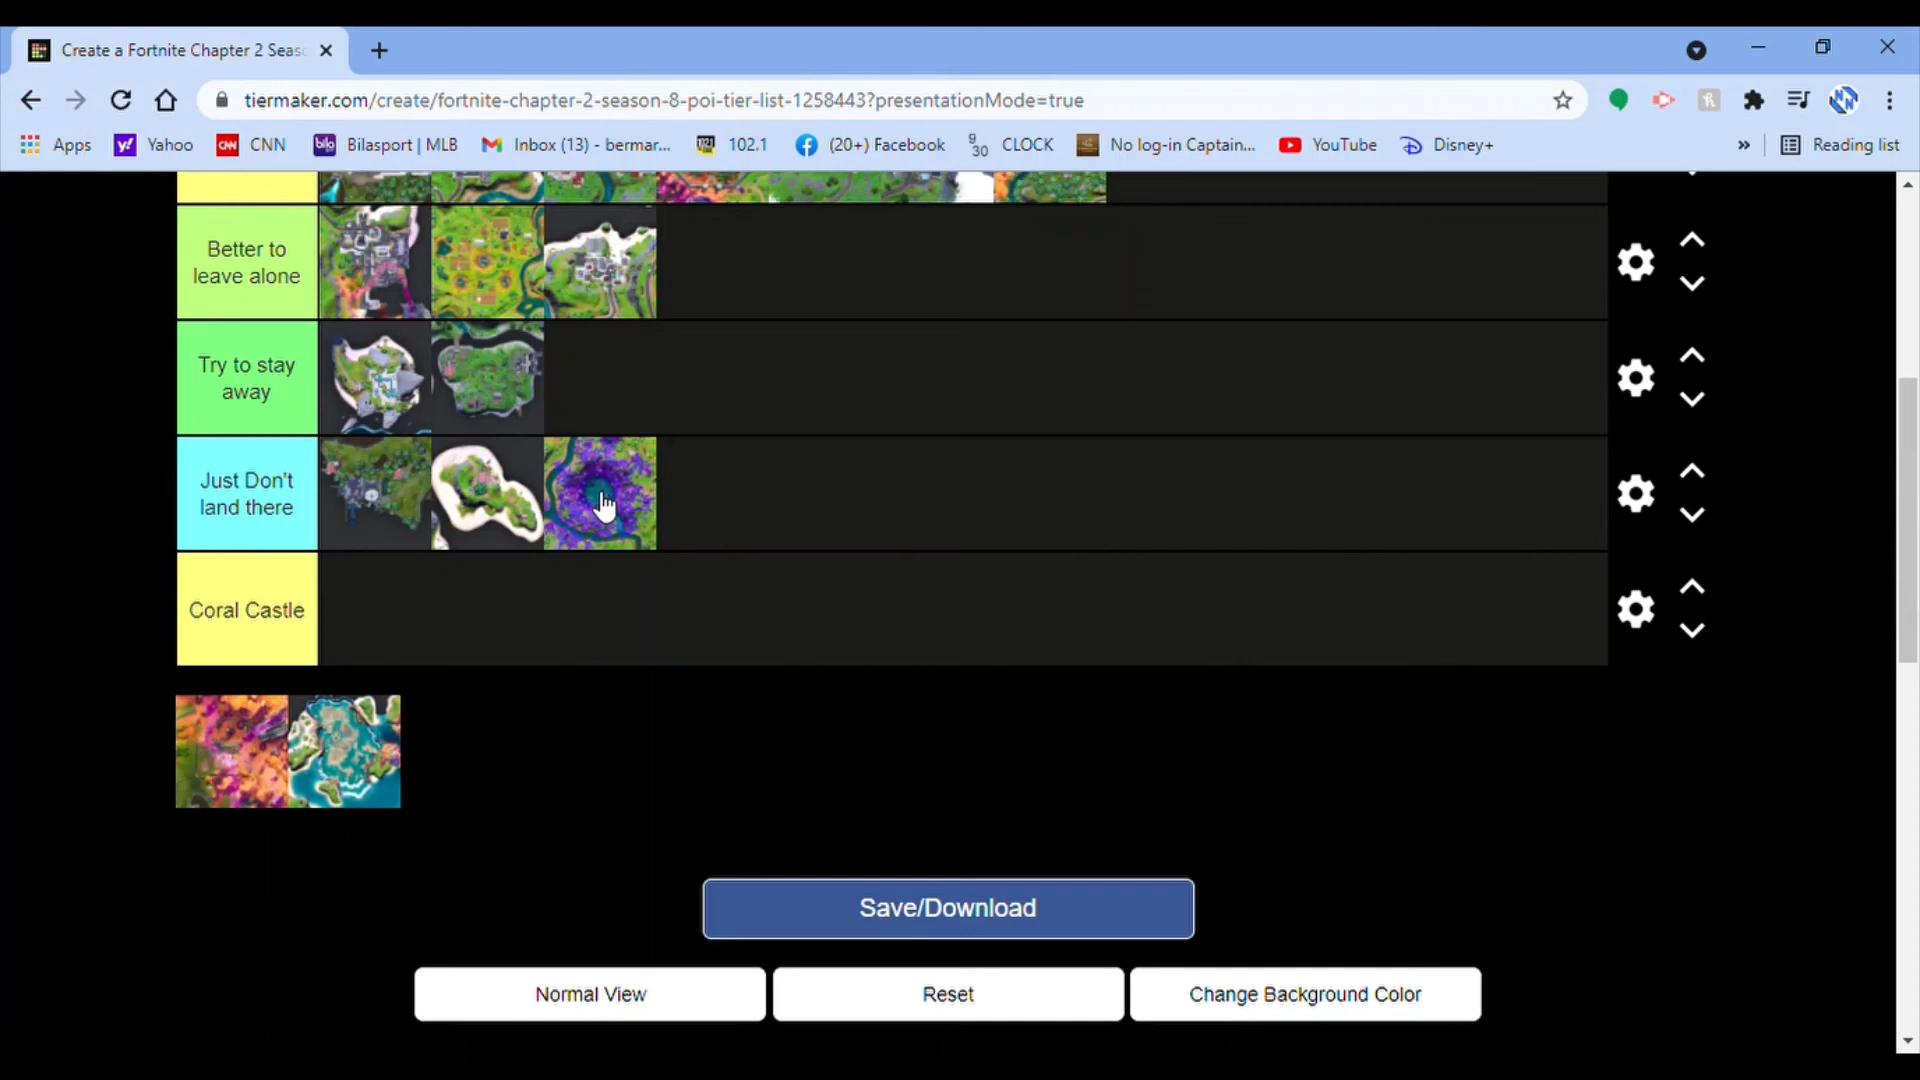 Create a Fortnite Chapter 2 Seas
tiermaker.com/create/fortnite-chapter-2-season-8-poi-tier-list-1258443?presentationMode=true
Apps Yahoo CNN Bilasport | MLB Inbox (13) - bermar... 102.1 (20+) Facebook 9 30 CLOCK No log-in Captain... YouTube Disney+ » Reading list
Better to
leave alone
Try to stay
away
Just Don't
land there
Coral Castle
Save/Download
Normal View Reset Change Background Color